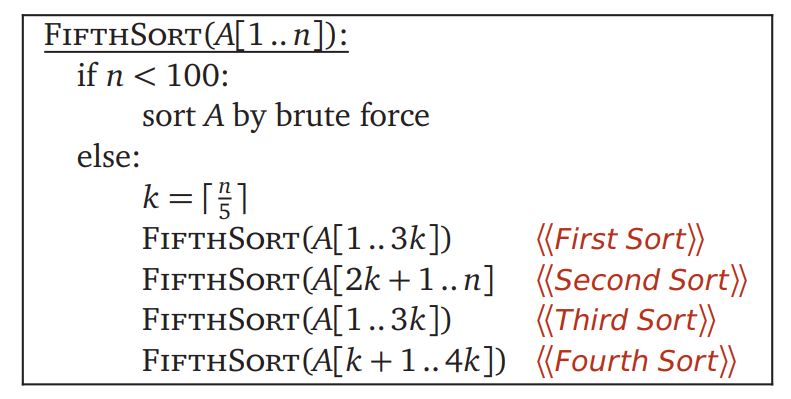 FIFTHSORT(A[1 .. n]):
if n < 100:
sort A by brute force
else:
k = ⌈n/5⌉
FIFTHSORT(A[1 .. 3k]) ⟪First Sort⟫
FIFTHSORT(A[2k + 1 .. n] ⟪Second Sort⟫
FIFTHSORT(A[1 .. 3k]) ⟪Third Sort⟫
FIFTHSORT(A[k + 1 .. 4k]) ⟪Fourth Sort⟫